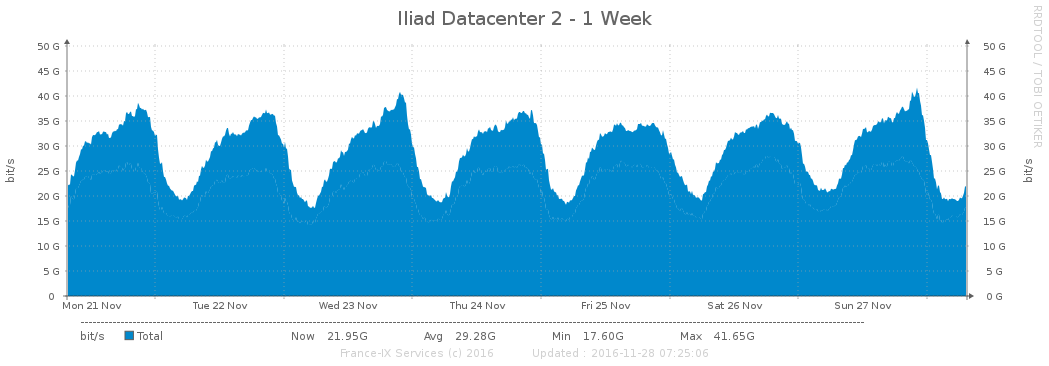 Iliad Datacenter 2 - 1 Week
RRDTOOL / TOBI OETIKER
bit/s
50 G 50 G
45 G 45 G
40 G 40 G
35 G 35 G
30 G 30 G
25 G 25 G
20 G 20 G
15 G 15 G
10 G 10 G
5 G 5 G
0 0 G
bit/s
Mon 21 Nov Tue 22 Nov Wed 23 Nov Thu 24 Nov Fri 25 Nov Sat 26 Nov Sun 27 Nov
bit/s Total Now 21.95G Avg 29.28G Min 17.60G Max 41.65G
France-IX Services (c) 2016 Updated : 2016-11-28 07:25:06